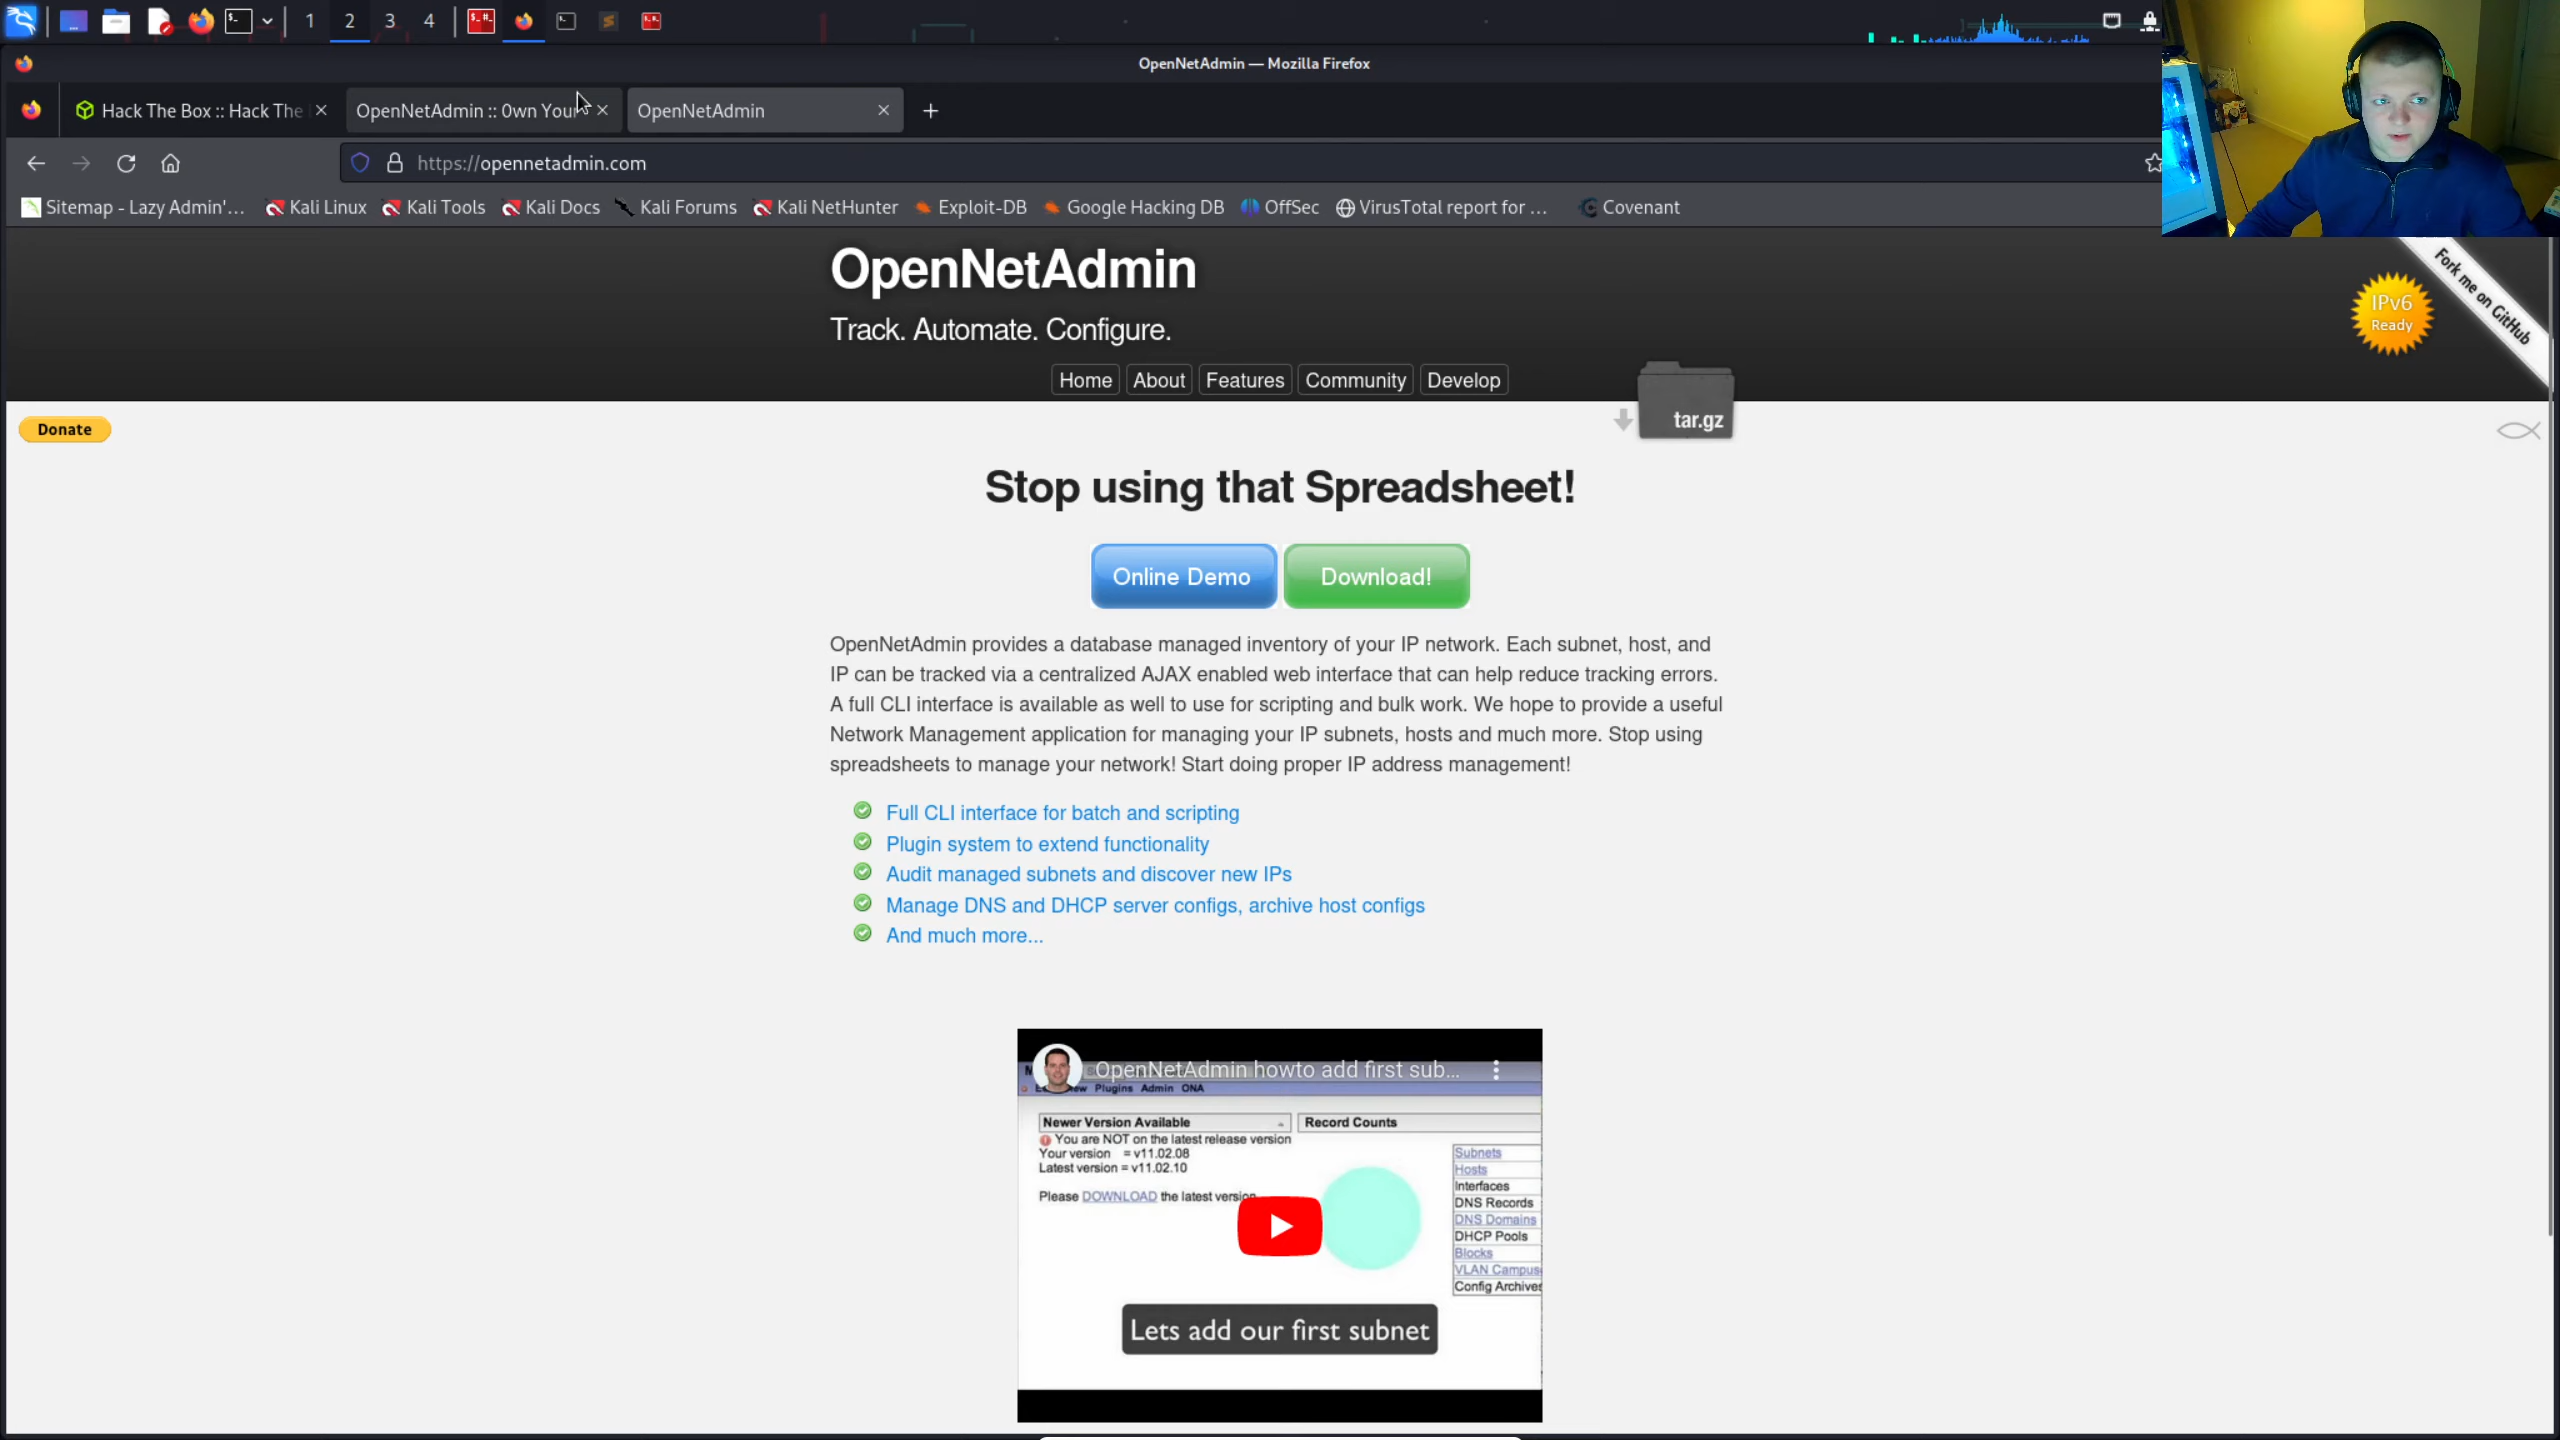 1 2 3 4
OpenNetAdmin — Mozilla Firefox
Hack The Box :: Hack The
OpenNetAdmin :: 0wn Your
OpenNetAdmin
https://opennetadmin.com
Sitemap - Lazy Admin'...
Kali Linux
Kali Tools
Kali Docs
Kali Forums
Kali NetHunter
Exploit-DB
Google Hacking DB
OffSec
VirusTotal report for ...
Covenant
OpenNetAdmin
Track. Automate. Configure.
IPv6
Ready
Fork me on GitHub
Home About Features Community Develop
tar.gz
Donate
Stop using that Spreadsheet!
Online Demo
Download!
OpenNetAdmin provides a database managed inventory of your IP network. Each subnet, host, and
IP can be tracked via a centralized AJAX enabled web interface that can help reduce tracking errors.
A full CLI interface is available as well to use for scripting and bulk work. We hope to provide a useful
Network Management application for managing your IP subnets, hosts and much more. Stop using
spreadsheets to manage your network! Start doing proper IP address management!
Full CLI interface for batch and scripting
Plugin system to extend functionality
Audit managed subnets and discover new IPs
Manage DNS and DHCP server configs, archive host configs
And much more...
OpenNetAdmin howto add first sub...
Plugins Admin ONA
Newer Version Available
Record Counts
You are NOT on the latest release version
Your version = v11.02.08
Latest version = v11.02.10
Please DOWNLOAD the latest version
Subnets
Hosts
Interfaces
DNS Records
DNS Domains
DHCP Pools
Blocks
VLAN Campus
Config Archives
Lets add our first subnet